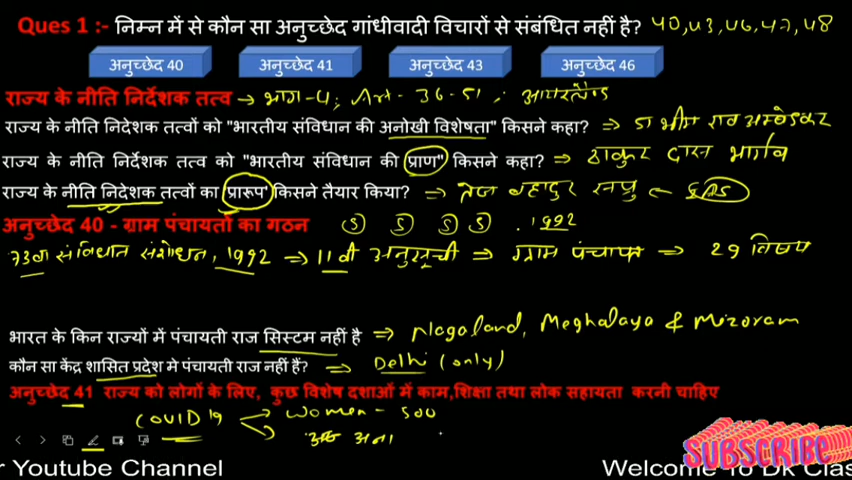 Ques 1 :- निम्न में से कौन सा अनुच्छेद गांधीवादी विचारों से संबंधित नहीं है? 40, 43, 46, 47, 48
अनुच्छेद 40 अनुच्छेद 41 अनुच्छेद 43 अनुच्छेद 46
राज्य के नीति निर्देशक तत्व → भाग-4; Art- 36-51; आयरलैण्ड
राज्य के नीति निदेशक तत्वों को "भारतीय संविधान की अनोखी विशेषता" किसने कहा? ⇒ डा भीम राव अम्बेडकर
राज्य के नीति निर्देशक तत्व को "भारतीय संविधान की प्राण" किसने कहा? ⇒ ठाकुर दास भार्गव
राज्य के नीति निदेशक तत्वों का प्रारूप' किसने तैयार किया? ⇒ तेज बहादुर सप्रु
अनुच्छेद 40 - ग्राम पंचायतों का गठन 1992
73वा संविधान संशोधन, 1992 ⇒ 11वी अनुसूची ⇒ ग्राम पंचायत ⇒ 29 विषय
भारत के किन राज्यों में पंचायती राज सिस्टम नहीं है ⇒ Nagaland, Meghalaya & Mizoram
कौन सा केंद्र शासित प्रदेश मे पंचायती राज नहीं हैं? ⇒ Delhi (only)
अनुच्छेद 41 राज्य को लोगों के लिए, कुछ विशेष दशाओं में काम,शिक्षा तथा लोक सहायता करनी चाहिए
COVID 19 Women - 500
SUBSCRIBE
r Youtube Channel Welcome To Dk Clas